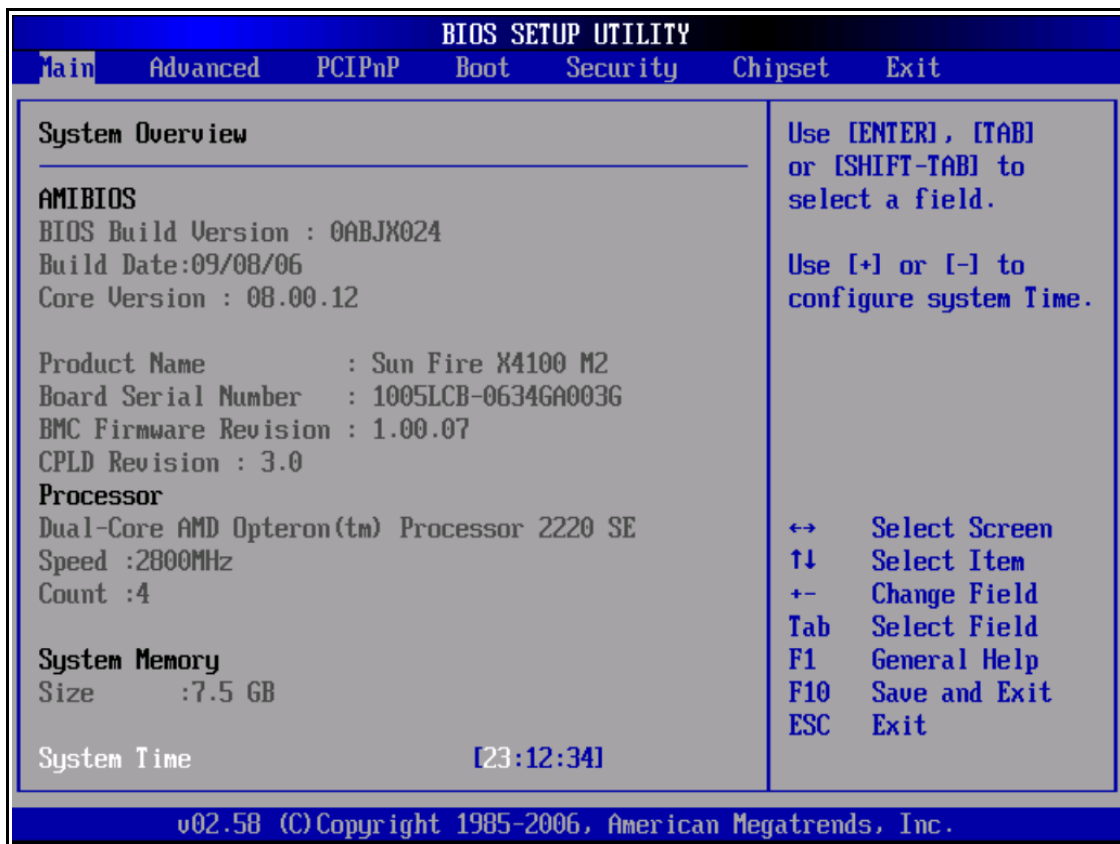 BIOS SETUP UTILITY
Main Advanced PCIPnP Boot Security Chipset Exit
System Overview
AMIBIOS
BIOS Build Version : 0ABJX024
Build Date:09/08/06
Core Version : 08.00.12
Product Name : Sun Fire X4100 M2
Board Serial Number : 1005LCB-0634GA003G
BMC Firmware Revision : 1.00.07
CPLD Revision : 3.0
Processor
Dual-Core AMD Opteron(tm) Processor 2220 SE
Speed :2800MHz
Count :4
System Memory
Size :7.5 GB
System Time [23:12:34]
Use [ENTER], [TAB]
or [SHIFT-TAB] to
select a field.
Use [+] or [-] to
configure system Time.
←→ Select Screen
↑↓ Select Item
+- Change Field
Tab Select Field
F1 General Help
F10 Save and Exit
ESC Exit
v02.58 (C)Copyright 1985-2006, American Megatrends, Inc.